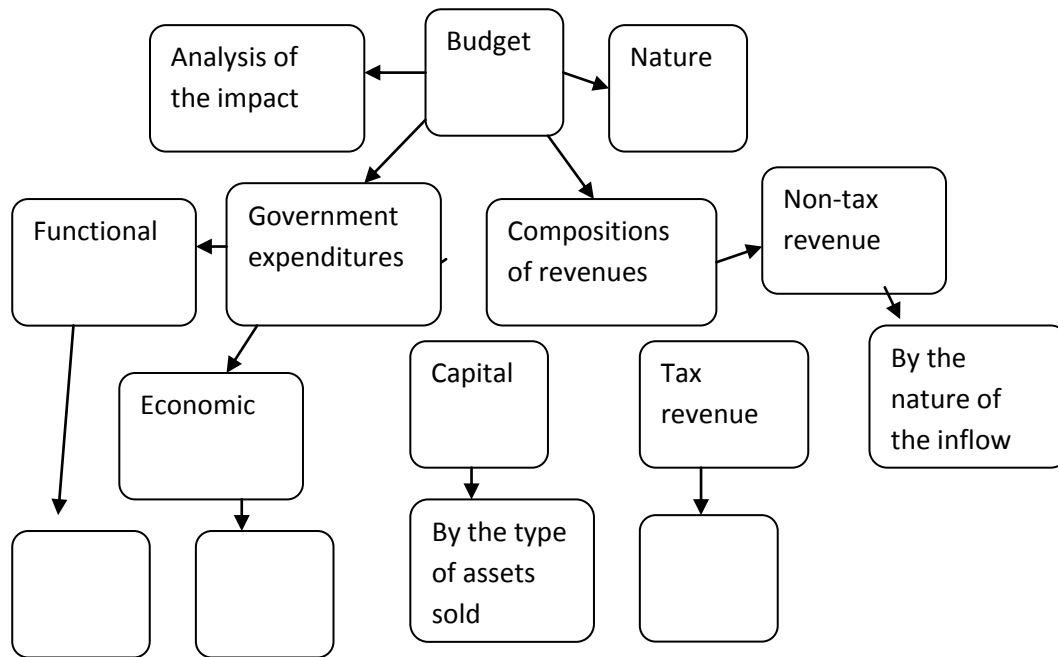 Budget
Analysis of
the impact
Nature
Functional
Government
expenditures
Compositions
of revenues
Non-tax
revenue
Economic
Capital
Tax
revenue
By the
nature of
the inflow
By the type
of assets
sold